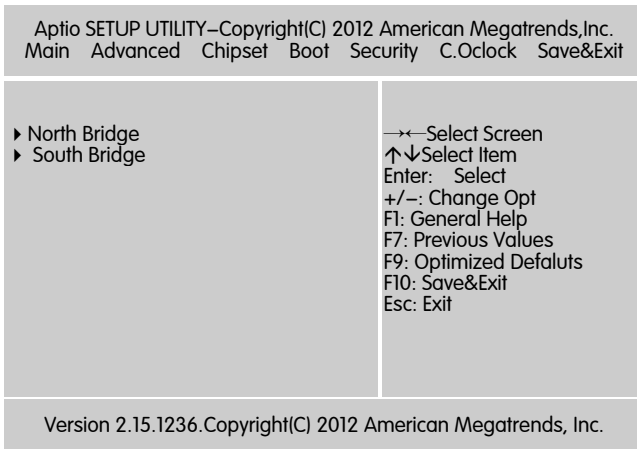 Aptio SETUP UTILITY–Copyright(C) 2012 American Megatrends,Inc.
Main Advanced Chipset Boot Security C.Oclock Save&Exit
▸ North Bridge
▸ South Bridge
→←Select Screen
↑↓Select Item
Enter: Select
+/–: Change Opt
F1: General Help
F7: Previous Values
F9: Optimized Defaluts
F10: Save&Exit
Esc: Exit
Version 2.15.1236.Copyright(C) 2012 American Megatrends, Inc.